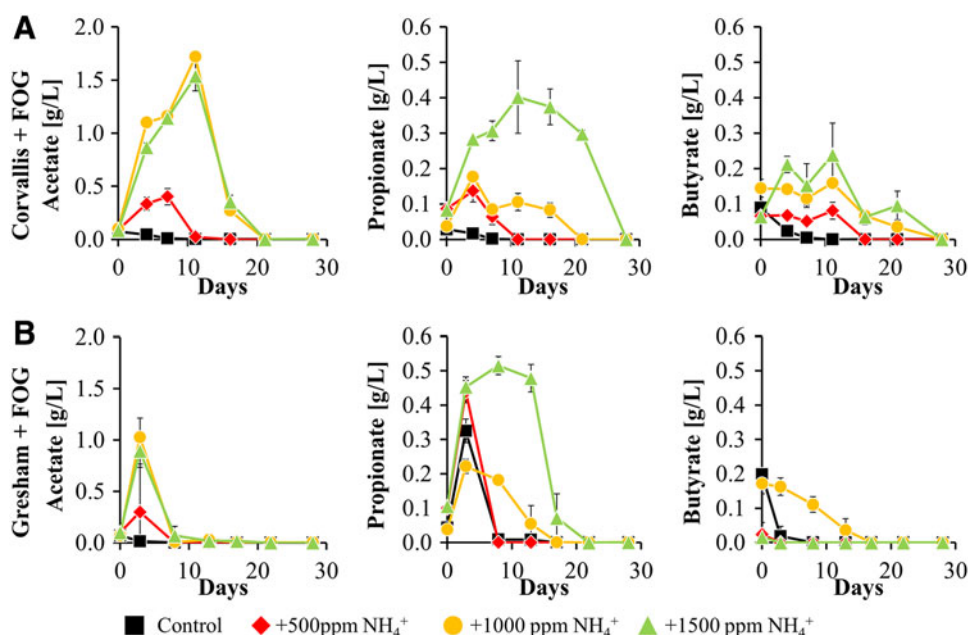 A
Corvallis + FOG
Acetate [g/L]
2.0
1.5
1.0
0.5
0.0
0 10 20 30
Days
Propionate [g/L]
0.6
0.5
0.4
0.3
0.2
0.1
0.0
0 10 20 30
Days
Butyrate [g/L]
0.6
0.5
0.4
0.3
0.2
0.1
0.0
0 10 20 30
Days
B
Gresham + FOG
Acetate [g/L]
2.0
1.5
1.0
0.5
0.0
0 10 20 30
Days
Propionate [g/L]
0.6
0.5
0.4
0.3
0.2
0.1
0.0
0 10 20 30
Days
Butyrate [g/L]
0.6
0.5
0.4
0.3
0.2
0.1
0.0
0 10 20 30
Days
Control +500ppm NH₄⁺ +1000 ppm NH₄⁺ +1500 ppm NH₄⁺